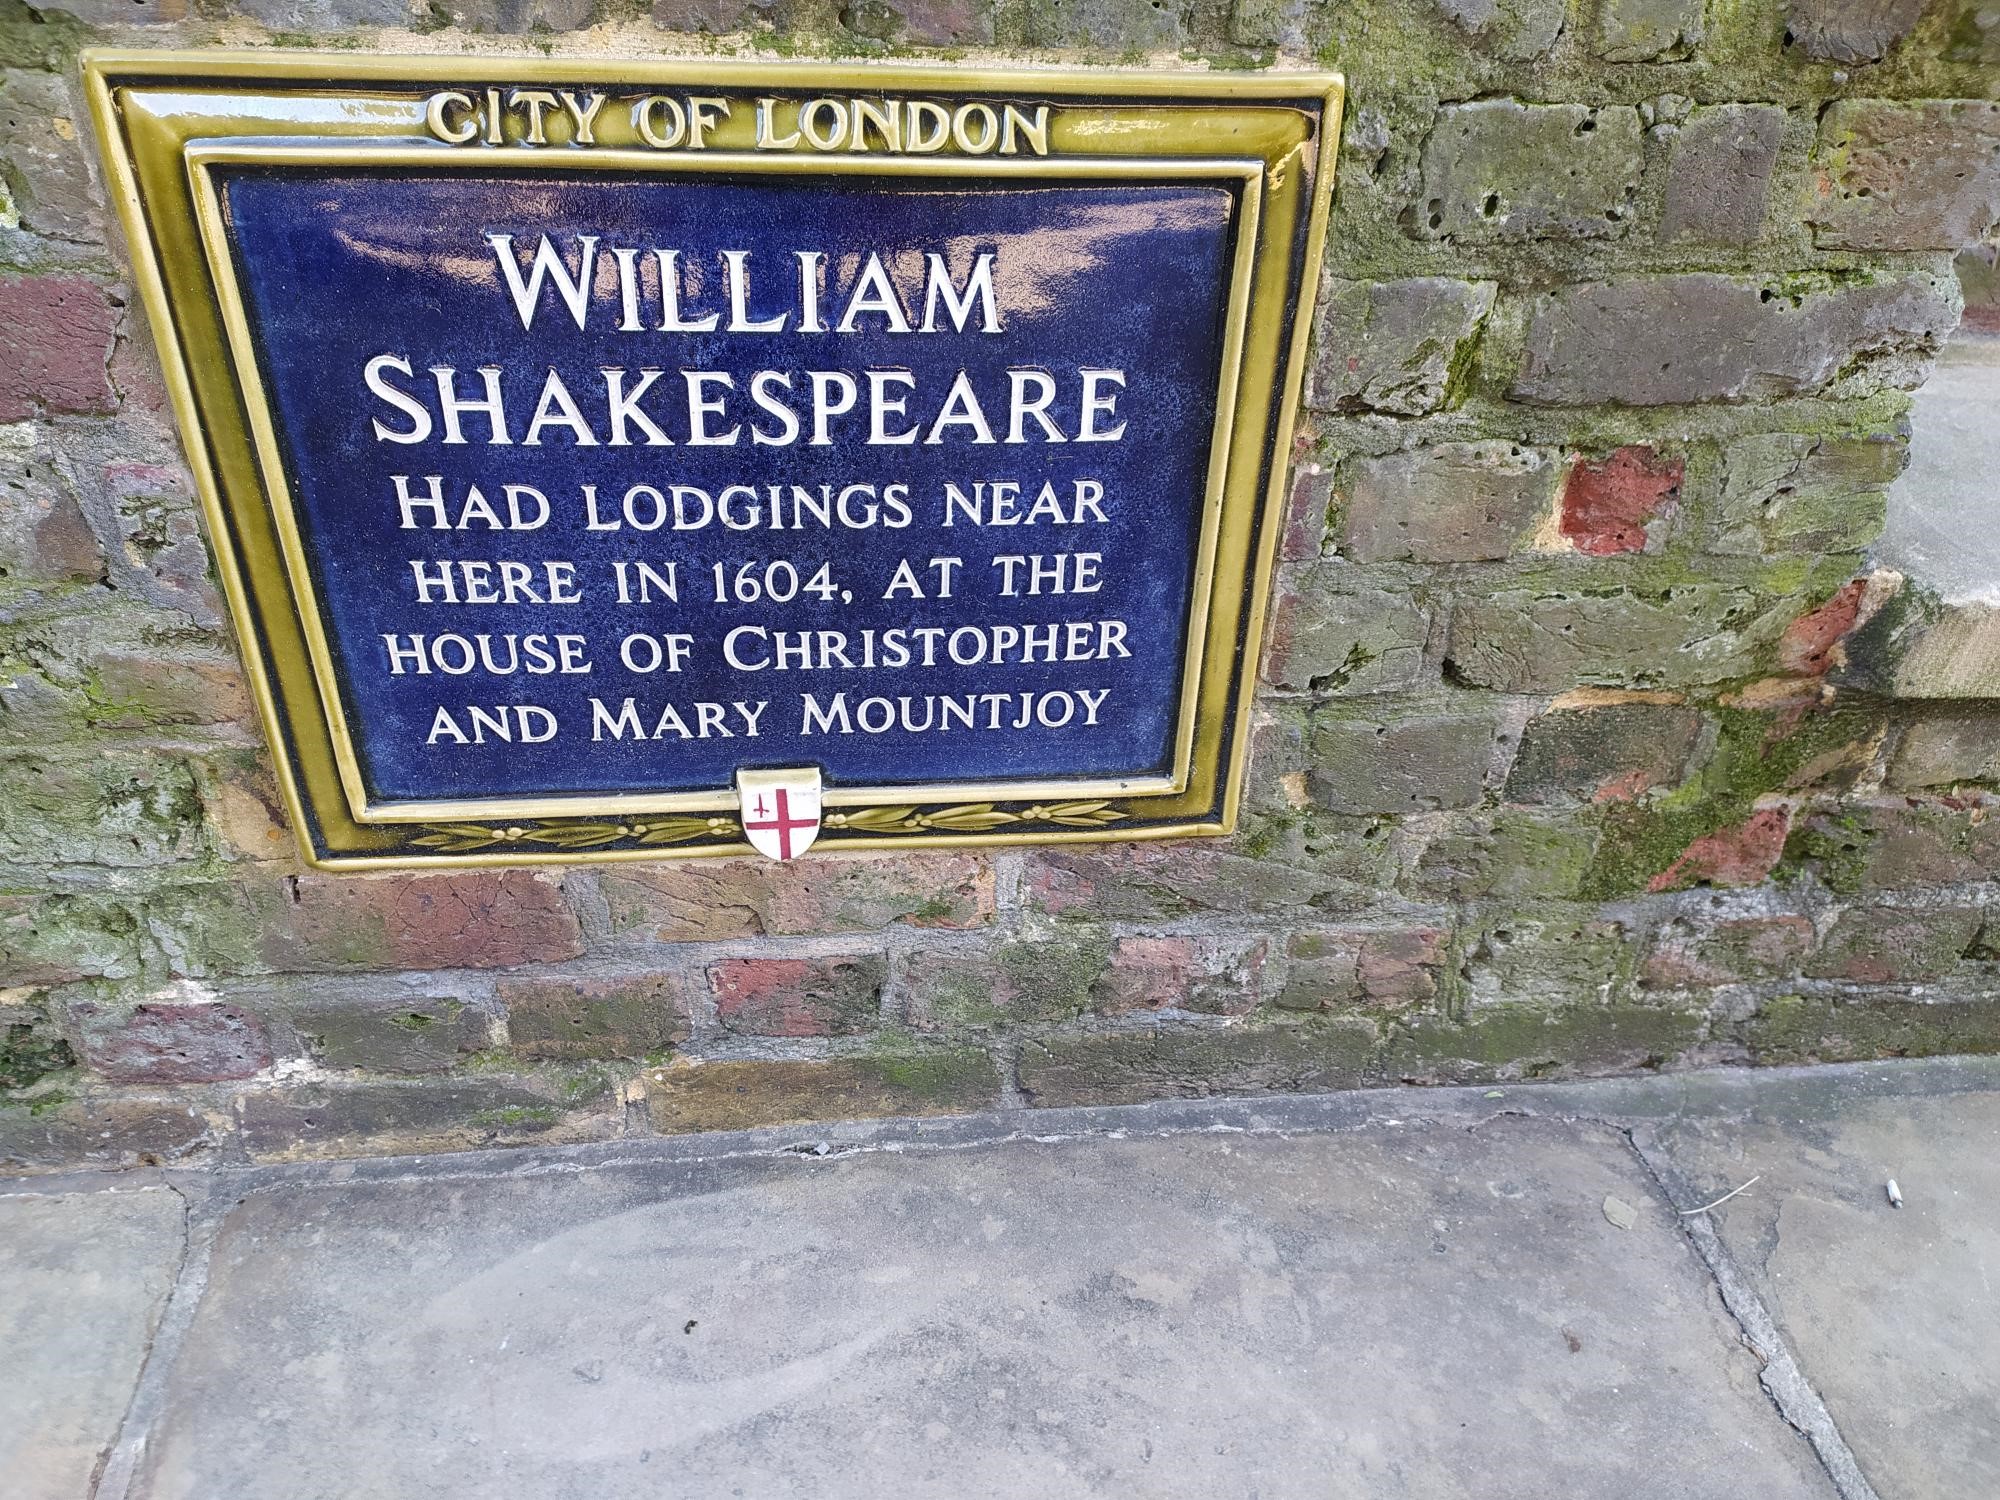 CITY OF LONDON
WILLIAM
SHAKESPEARE
HAD LODGINGS NEAR
HERE IN 1604, AT THE
HOUSE OF CHRISTOPHER
AND MARY MOUNTJOY